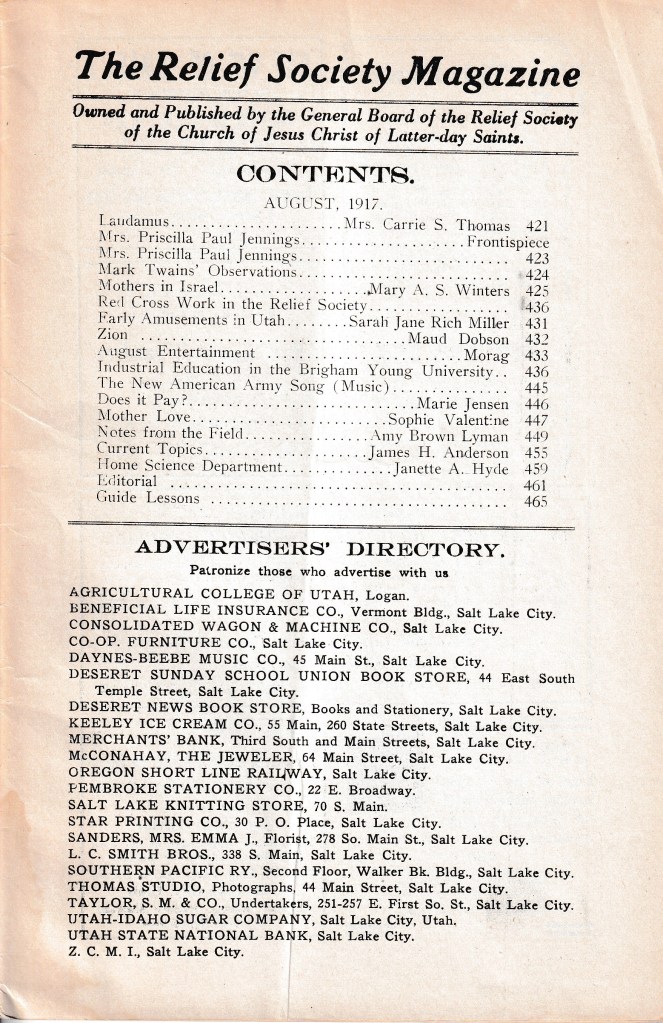 The Relief Society Magazine
Owned and Published by the General Board of the Relief Society
of the Church of Jesus Christ of Latter-day Saints.
CONTENTS.
AUGUST, 1917.
Laudamus......................Mrs. Carrie S. Thomas 421
Mrs. Priscilla Paul Jennings.....................Frontispiece
Mrs. Priscilla Paul Jennings........................... 423
Mark Twains' Observations........................... 424
Mothers in Israel...................Mary A. S. Winters 425
Red Cross Work in the Relief Society.................. 436
Early Amusements in Utah........Sarah Jane Rich Miller 431
Zion ...................................Maud Dobson 432
August Entertainment .........................Morag 433
Industrial Education in the Brigham Young University.. 436
The New American Army Song (Music)............... 445
Does it Pay?.............................Marie Jensen 446
Mother Love.........................Sophie Valentine 447
Notes from the Field................Amy Brown Lyman 449
Current Topics.....................James H. Anderson 455
Home Science Department..............Janette A. Hyde 459
Editorial ............................................ 461
Guide Lessons ....................................... 465
ADVERTISERS' DIRECTORY.
Patronize those who advertise with us
AGRICULTURAL COLLEGE OF UTAH, Logan.
BENEFICIAL LIFE INSURANCE CO., Vermont Bldg., Salt Lake City.
CONSOLIDATED WAGON & MACHINE CO., Salt Lake City.
CO-OP. FURNITURE CO., Salt Lake City.
DAYNES-BEEBE MUSIC CO., 45 Main St., Salt Lake City.
DESERET SUNDAY SCHOOL UNION BOOK STORE, 44 East South
Temple Street, Salt Lake City.
DESERET NEWS BOOK STORE, Books and Stationery, Salt Lake City.
KEELEY ICE CREAM CO., 55 Main, 260 State Streets, Salt Lake City.
MERCHANTS' BANK, Third South and Main Streets, Salt Lake City.
McCONAHAY, THE JEWELER, 64 Main Street, Salt Lake City.
OREGON SHORT LINE RAILWAY, Salt Lake City.
PEMBROKE STATIONERY CO., 22 E. Broadway.
SALT LAKE KNITTING STORE, 70 S. Main.
STAR PRINTING CO., 30 P. O. Place, Salt Lake City.
SANDERS, MRS. EMMA J., Florist, 278 So. Main St., Salt Lake City.
L. C. SMITH BROS., 338 S. Main, Salt Lake City.
SOUTHERN PACIFIC RY., Second Floor, Walker Bk. Bldg., Salt Lake City.
THOMAS STUDIO, Photographs, 44 Main Street, Salt Lake City.
TAYLOR, S. M. & CO., Undertakers, 251-257 E. First So. St., Salt Lake City.
UTAH-IDAHO SUGAR COMPANY, Salt Lake City, Utah.
UTAH STATE NATIONAL BANK, Salt Lake City.
Z. C. M. I., Salt Lake City.